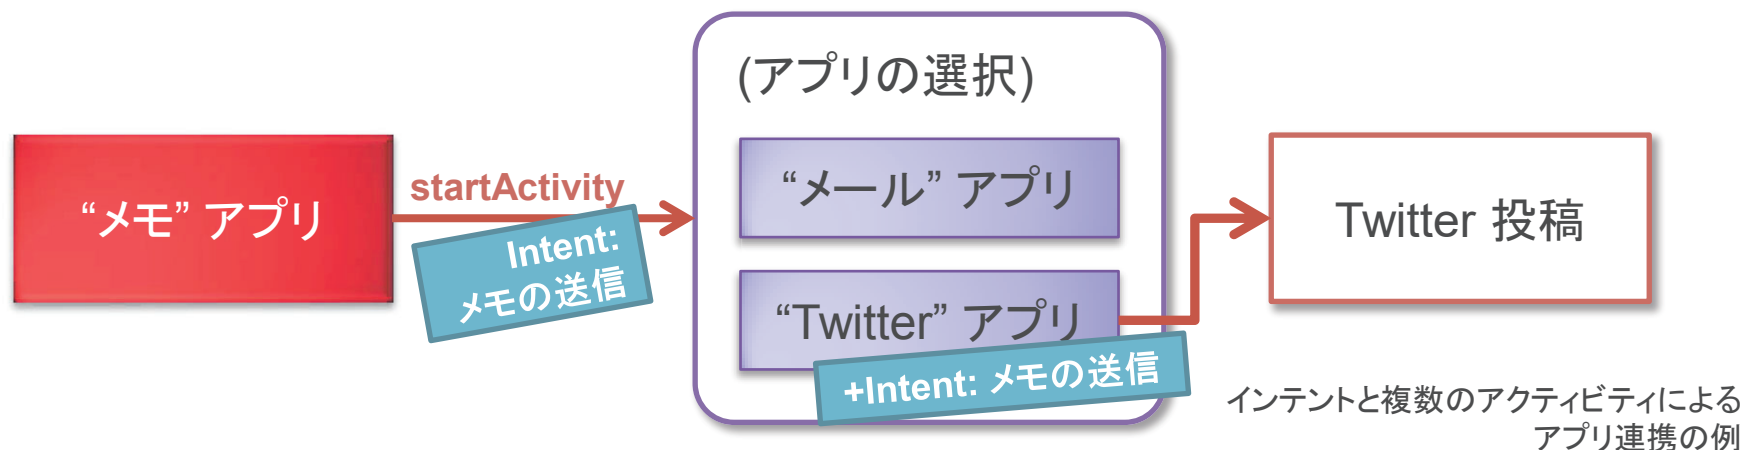 (アプリの選択)
“メモ” アプリ
startActivity
Intent:
メモの送信
“メール” アプリ
“Twitter” アプリ
+Intent: メモの送信
Twitter 投稿
インテントと複数のアクティビティによる
アプリ連携の例